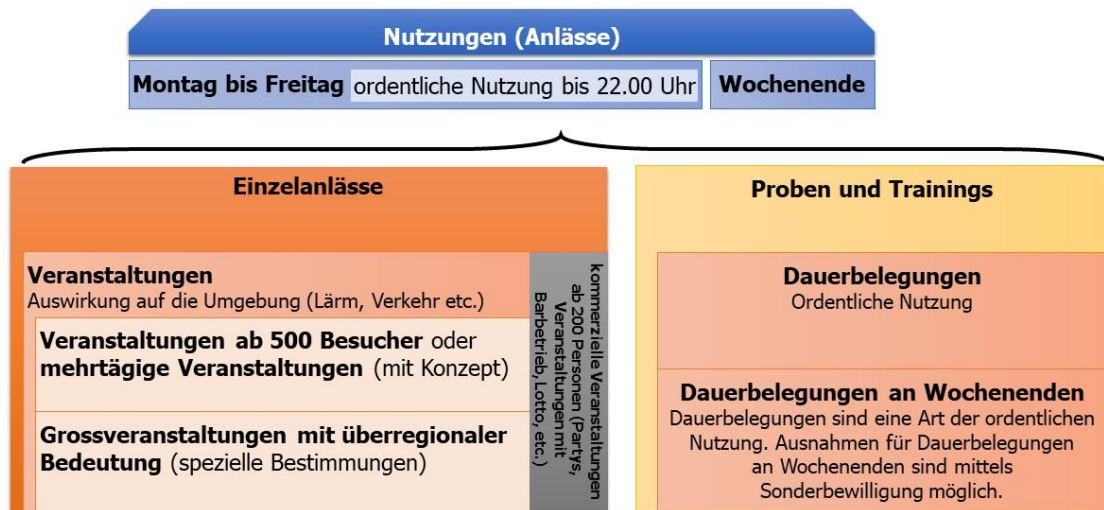 Nutzungen (Anlässe)
Montag bis Freitag ordentliche Nutzung bis 22.00 Uhr
Wochenende
Einzelanlässe
Veranstaltungen
Auswirkung auf die Umgebung (Lärm, Verkehr etc.)
Veranstaltungen ab 500 Besucher oder
mehrtägige Veranstaltungen (mit Konzept)
Grossveranstaltungen mit überregionaler
Bedeutung (spezielle Bestimmungen)
kommerzielle Veranstaltungen
ab 200 Personen (Partys,
Veranstaltungen mit
Barbetrieb, Lotto, etc.)
Proben und Trainings
Dauerbelegungen
Ordentliche Nutzung
Dauerbelegungen an Wochenenden
Dauerbelegungen sind eine Art der ordentlichen
Nutzung. Ausnahmen für Dauerbelegungen
an Wochenenden sind mittels
Sonderbewilligung möglich.